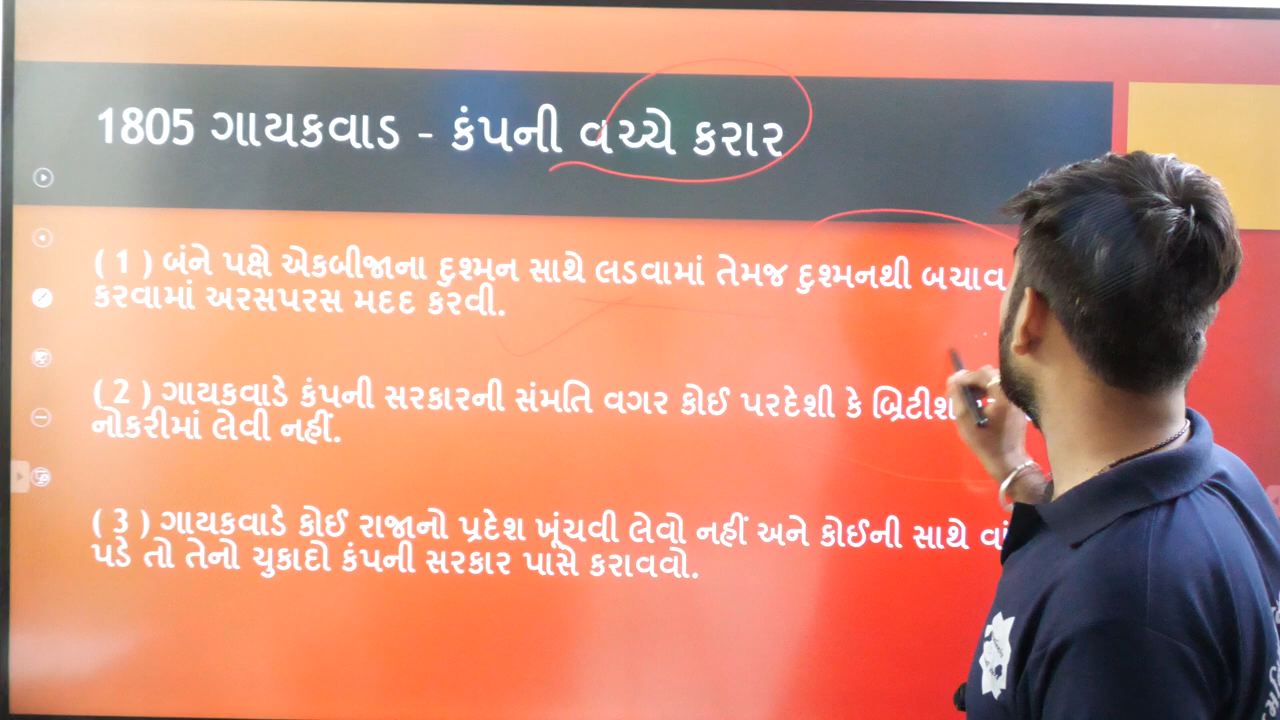 1805 ગાયકવાડ - કંપની વચ્ચે કરાર
( 1 ) બંને પક્ષે એકબીજાના દુશ્મન સાથે લડવામાં તેમજ દુશ્મનથી બચાવ
કરવામાં અરસપરસ મદદ કરવી.
( 2 ) ગાયકવાડે કંપની સરકારની સંમતિ વગર કોઈ પરદેશી કે બ્રિટીશ
નોકરીમાં લેવી નહીં.
( 3 ) ગાયકવાડે કોઈ રાજાનો પ્રદેશ ખૂંચવી લેવો નહીં અને કોઈની સાથે
પડે તો તેનો ચુકાદો કંપની સરકાર પાસે કરાવવો.